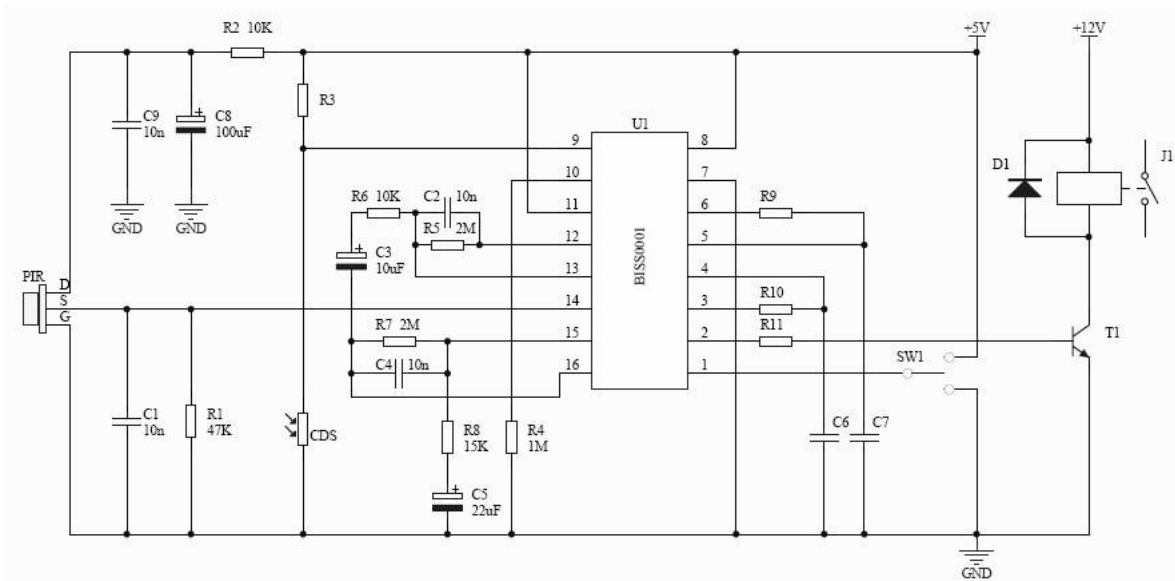 R2 10K
+5V
+12V
R3
C9
10n
C8
100uF
+
U1
9
8
J1
10
7
D1
R6 10K
C2
10n
11
6
R9
GND
GND
R5
2M
12
5
+
C3
10uF
BISS0001
13
4
PIR
D
S
G
14
3
R10
R7 2M
15
2
R11
T1
C4
10n
16
1
SW1
C1
10n
R1
47K
CDS
R8
15K
R4
1M
C6
C7
+
C5
22uF
GND